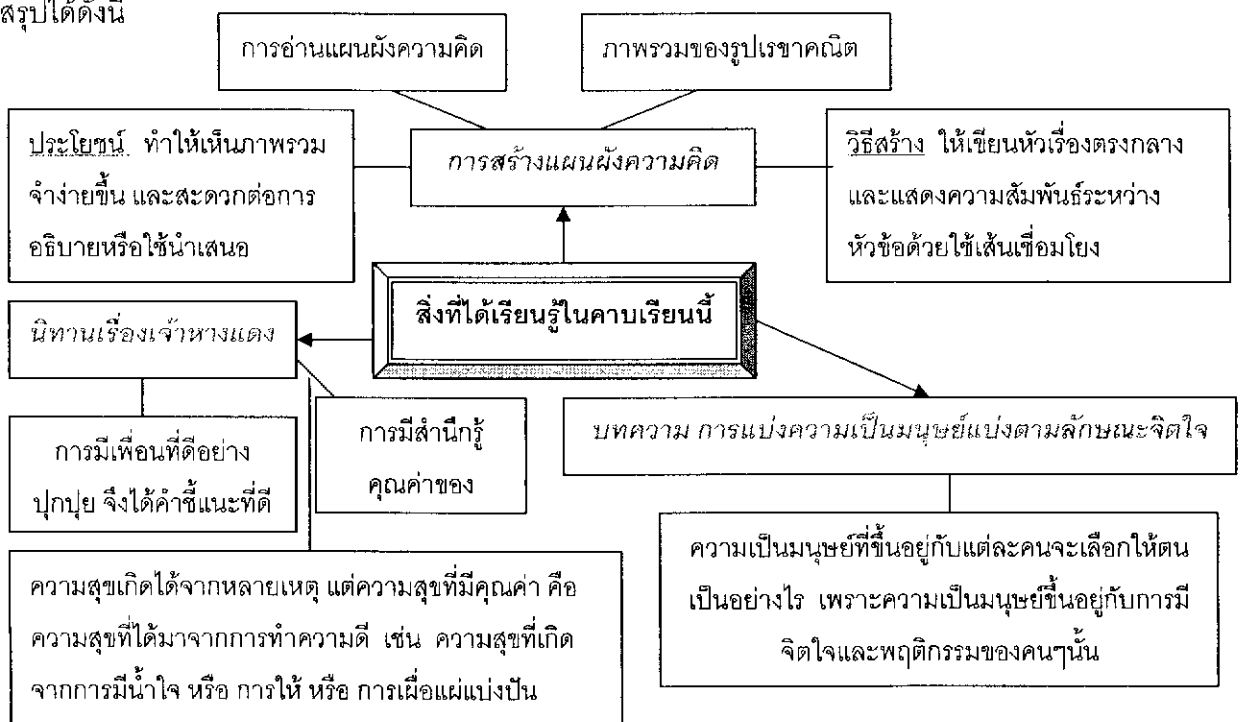 สรุปได้ดังนี้
การอ่านแผนผังความคิด
ภาพรวมของรูปเรขาคณิต
ประโยชน์ ทำให้เห็นภาพรวม
จำง่ายขึ้น และสะดวกต่อการ
อธิบายหรือใช้นำเสนอ
การสร้างแผนผังความคิด
วิธีสร้าง ให้เขียนหัวเรื่องตรงกลาง
และแสดงความสัมพันธ์ระหว่าง
หัวข้อด้วยใช้เส้นเชื่อมโยง
สิ่งที่ได้เรียนรู้ในคาบเรียนนี้
นิทานเรื่องเจ้าหางแดง
การมีเพื่อนที่ดีอย่าง
ปุกปุย จึงได้คำชี้แนะที่ดี
การมีสำนึกรู้
คุณค่าของ
บทความ การแบ่งความเป็นมนุษย์แบ่งตามลักษณะจิตใจ
ความเป็นมนุษย์ที่ขึ้นอยู่กับแต่ละคนจะเลือกให้ตน
เป็นอย่างไร เพราะความเป็นมนุษย์ขึ้นอยู่กับการมี
จิตใจและพฤติกรรมของคนๆนั้น
ความสุขเกิดได้จากหลายเหตุ แต่ความสุขที่มีคุณค่า คือ
ความสุขที่ได้มาจากการทำความดี เช่น ความสุขที่เกิด
จากการมีน้ำใจ หรือ การให้ หรือ การเผื่อแผ่แบ่งปัน